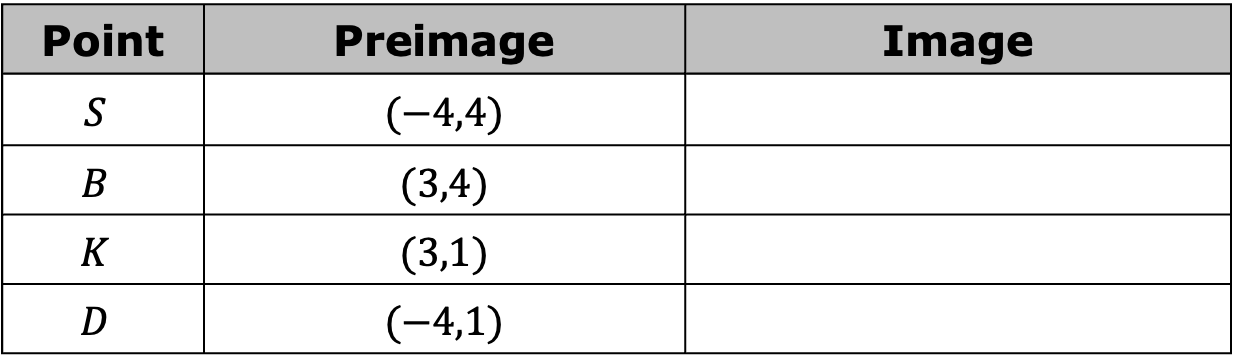 Point Preimage Image
S (−4,4)
B (3,4)
K (3,1)
D (−4,1)